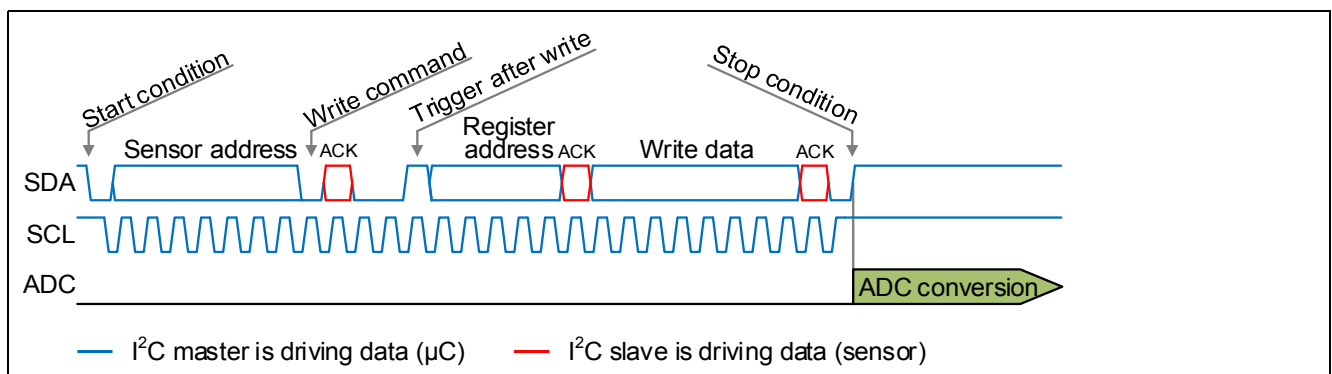 Start condition
Write command
Trigger after write
Stop condition
Sensor address
ACK
Register
address
ACK
Write data
ACK
SDA
SCL
ADC
ADC conversion
I²C master is driving data (µC)
I²C slave is driving data (sensor)